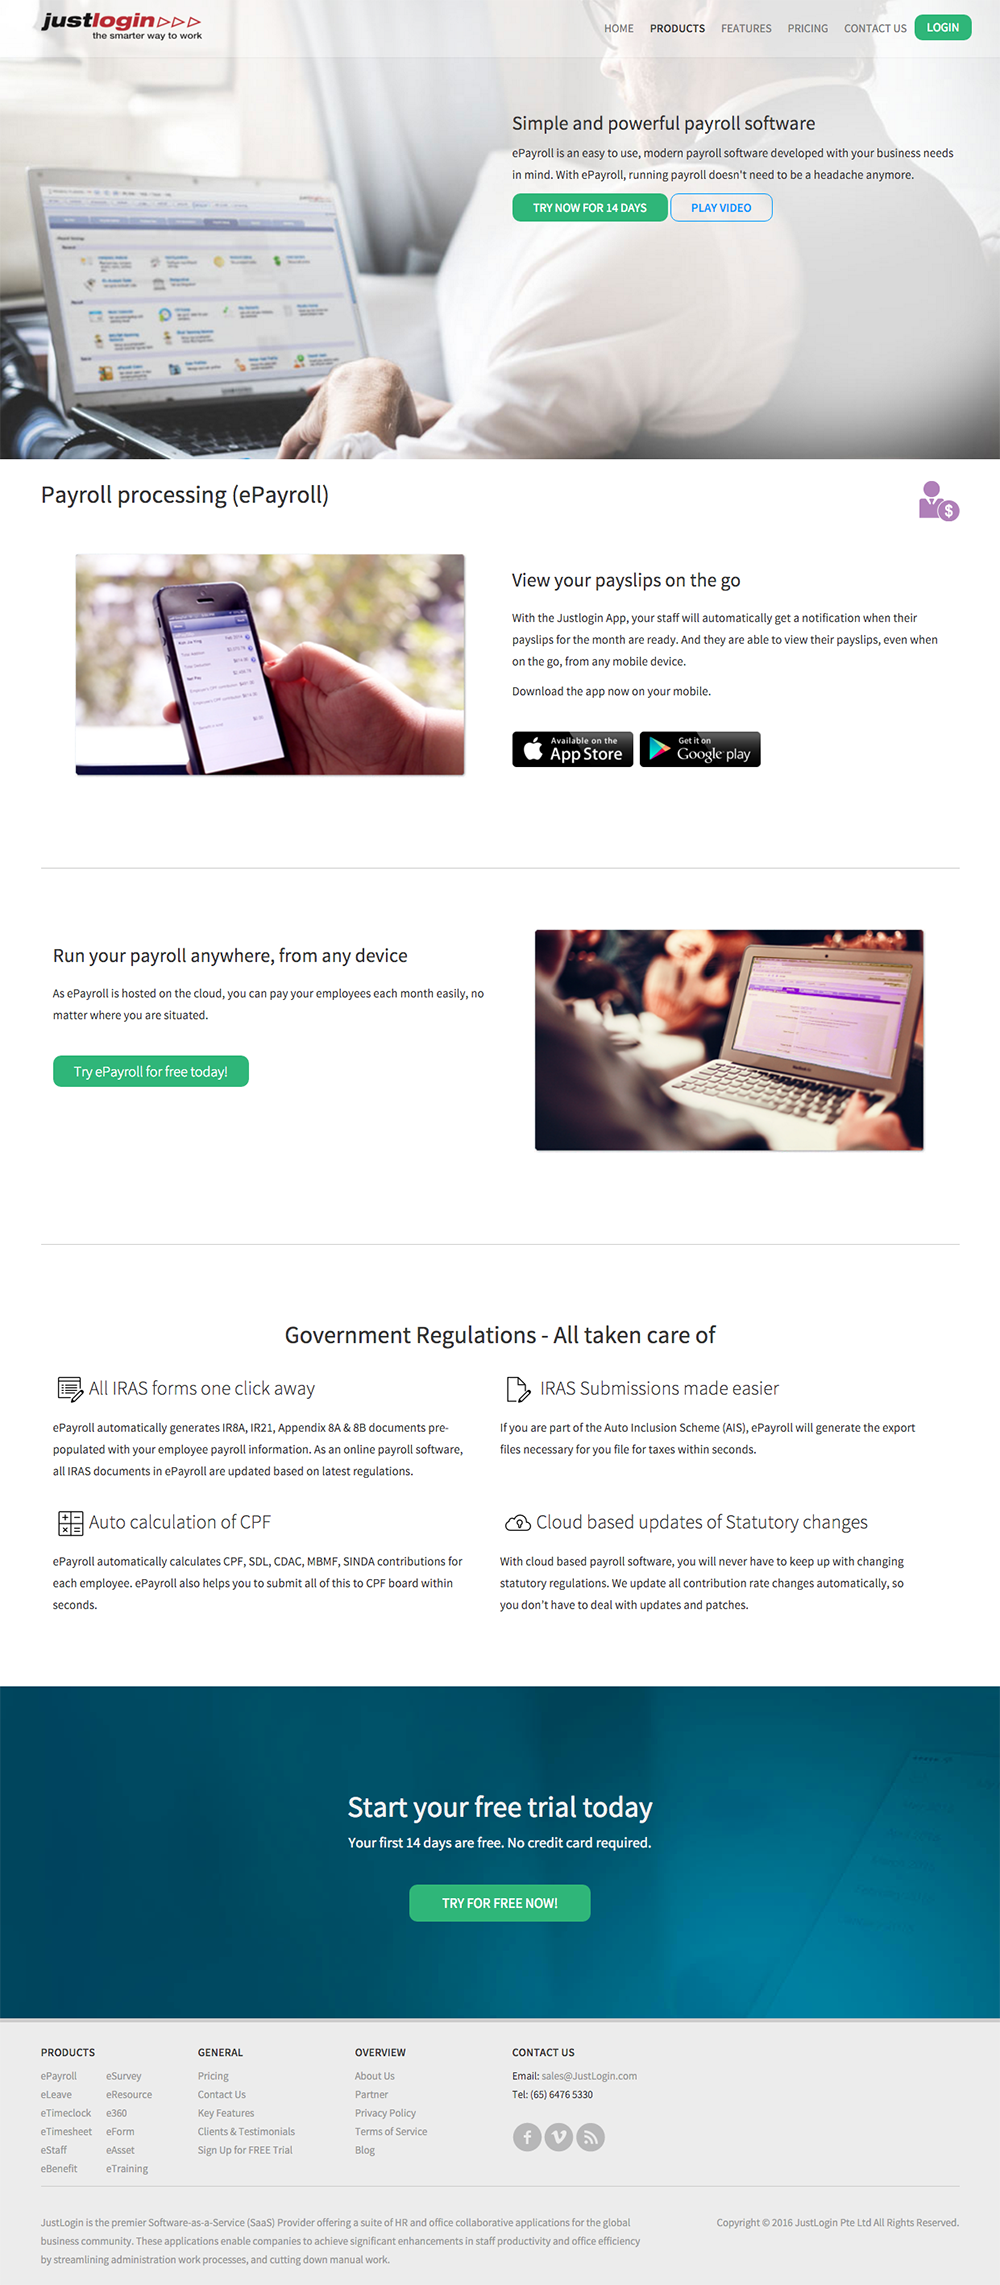 justlogin
the smarter way to work
HOME PRODUCTS FEATURES PRICING CONTACT US LOGIN
Simple and powerful payroll software
ePayroll is an easy to use, modern payroll software developed with your business needs
in mind. With ePayroll, running payroll doesn't need to be a headache anymore.
TRY NOW FOR 14 DAYS PLAY VIDEO
Payroll processing (ePayroll)
$
View your payslips on the go
With the Justlogin App, your staff will automatically get a notification when their
payslips for the month are ready. And they are able to view their payslips, even when
on the go, from any mobile device.
Download the app now on your mobile.
Available on the
App Store
Get it on
Google play
Run your payroll anywhere, from any device
As ePayroll is hosted on the cloud, you can pay your employees each month easily, no
matter where you are situated.
Try ePayroll for free today!
Government Regulations - All taken care of
All IRAS forms one click away
ePayroll automatically generates IR8A, IR21, Appendix 8A & 8B documents pre-
populated with your employee payroll information. As an online payroll software,
all IRAS documents in ePayroll are updated based on latest regulations.
IRAS Submissions made easier
If you are part of the Auto Inclusion Scheme (AIS), ePayroll will generate the export
files necessary for you file for taxes within seconds.
Auto calculation of CPF
ePayroll automatically calculates CPF, SDL, CDAC, MBMF, SINDA contributions for
each employee. ePayroll also helps you to submit all of this to CPF board within
seconds.
Cloud based updates of Statutory changes
With cloud based payroll software, you will never have to keep up with changing
statutory regulations. We update all contribution rate changes automatically, so
you don't have to deal with updates and patches.
Start your free trial today
Your first 14 days are free. No credit card required.
TRY FOR FREE NOW!
PRODUCTS
ePayroll eSurvey
eLeave eResource
eTimeclock e360
eTimesheet eForm
eStaff eAsset
eBenefit eTraining
GENERAL
Pricing
Contact Us
Key Features
Clients & Testimonials
Sign Up for FREE Trial
OVERVIEW
About Us
Partner
Privacy Policy
Terms of Service
Blog
CONTACT US
Email: sales@JustLogin.com
Tel: (65) 6476 5330
JustLogin is the premier Software-as-a-Service (SaaS) Provider offering a suite of HR and office collaborative applications for the global
business community. These applications enable companies to achieve significant enhancements in staff productivity and office efficiency
by streamlining administration work processes, and cutting down manual work.
Copyright © 2016 JustLogin Pte Ltd All Rights Reserved.